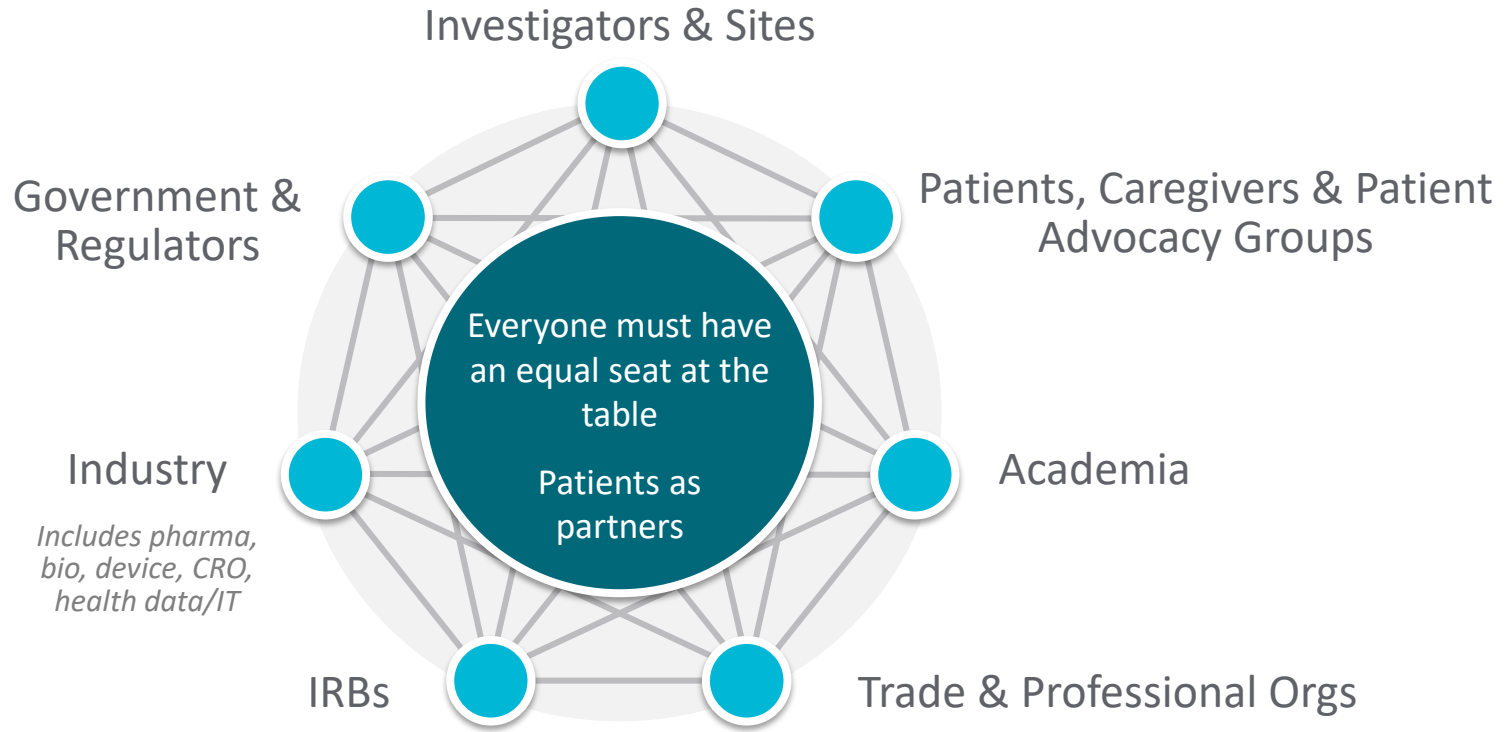 Investigators & Sites
Government &
Regulators
Patients, Caregivers & Patient
Advocacy Groups
Everyone must have
an equal seat at the
table
Patients as
partners
Industry
Includes pharma,
bio, device, CRO,
health data/IT
Academia
IRBs
Trade & Professional Orgs